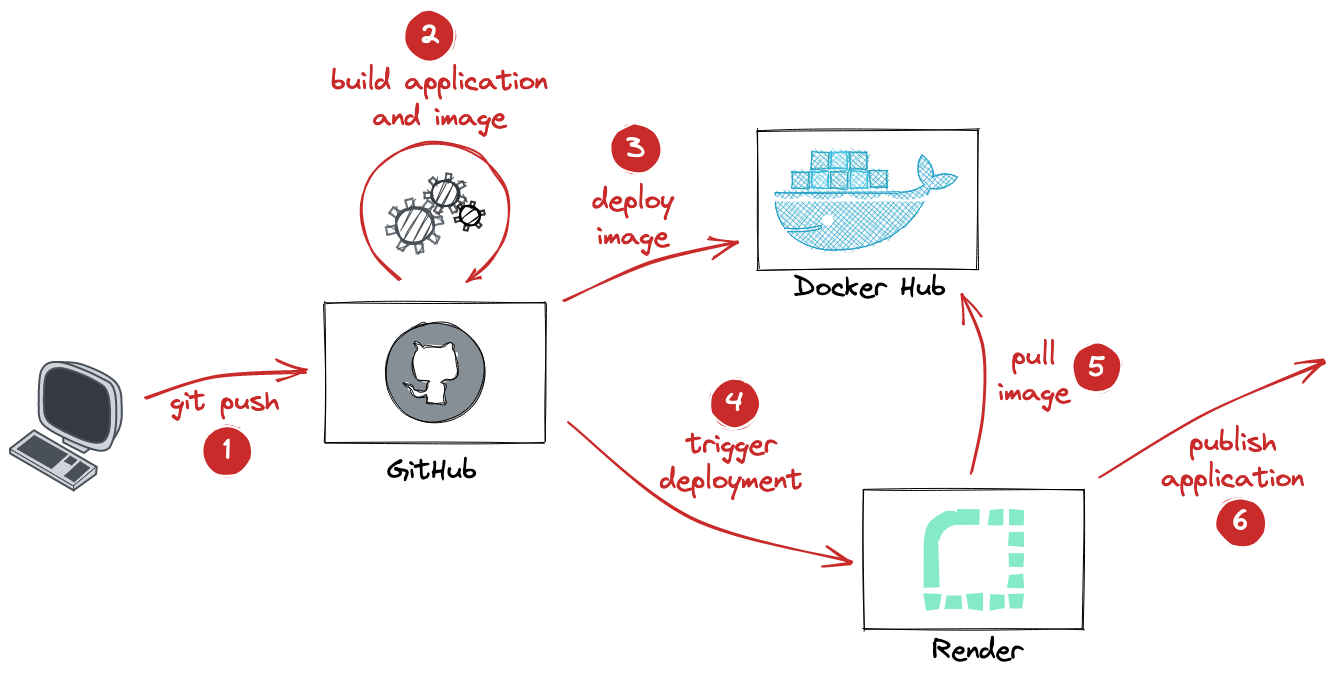 2
build application
and image
3
deploy
image
Docker Hub
git push
1
GitHub
4
trigger
deployment
pull
image
5
publish
application
6
Render